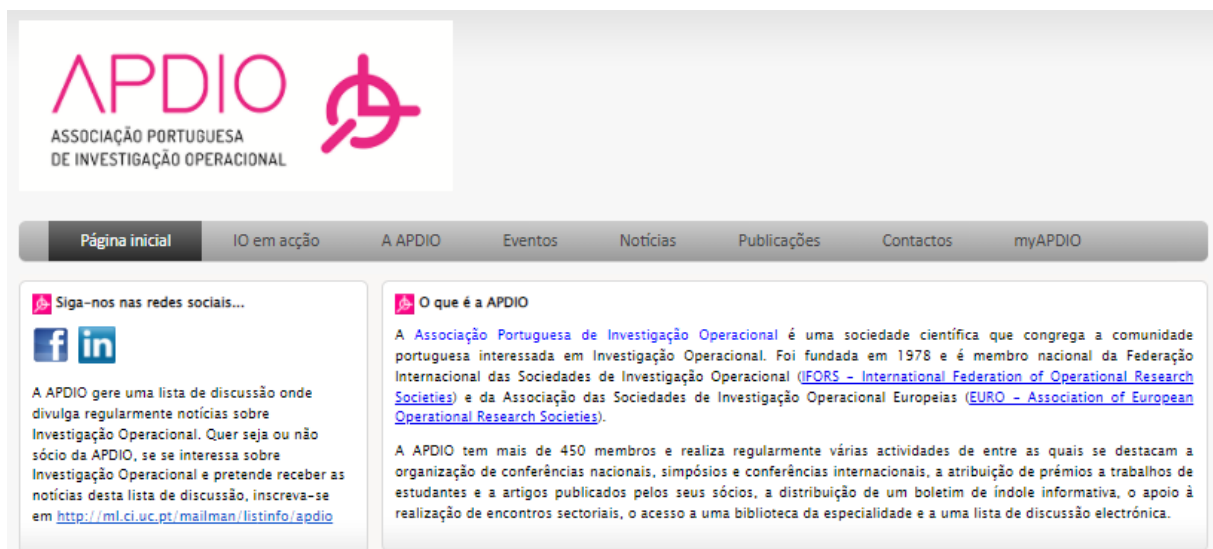 APDIO
ASSOCIAÇÃO PORTUGUESA
DE INVESTIGAÇÃO OPERACIONAL
Página inicial IO em acção A APDIO Eventos Notícias Publicações Contactos myAPDIO
Siga-nos nas redes sociais...
A APDIO gere uma lista de discussão onde
divulga regularmente notícias sobre
Investigação Operacional. Quer seja ou não
sócio da APDIO, se se interessa sobre
Investigação Operacional e pretende receber as
notícias desta lista de discussão, inscreva-se
em http://ml.ci.uc.pt/mailman/listinfo/apdio
O que é a APDIO
A Associação Portuguesa de Investigação Operacional é uma sociedade científica que congrega a comunidade
portuguesa interessada em Investigação Operacional. Foi fundada em 1978 e é membro nacional da Federação
Internacional das Sociedades de Investigação Operacional (IFORS - International Federation of Operational Research
Societies) e da Associação das Sociedades de Investigação Operacional Europeias (EURO - Association of European
Operational Research Societies).
A APDIO tem mais de 450 membros e realiza regularmente várias actividades de entre as quais se destacam a
organização de conferências nacionais, simpósios e conferências internacionais, a atribuição de prémios a trabalhos de
estudantes e a artigos publicados pelos seus sócios, a distribuição de um boletim de índole informativa, o apoio à
realização de encontros sectoriais, o acesso a uma biblioteca da especialidade e a uma lista de discussão electrónica.